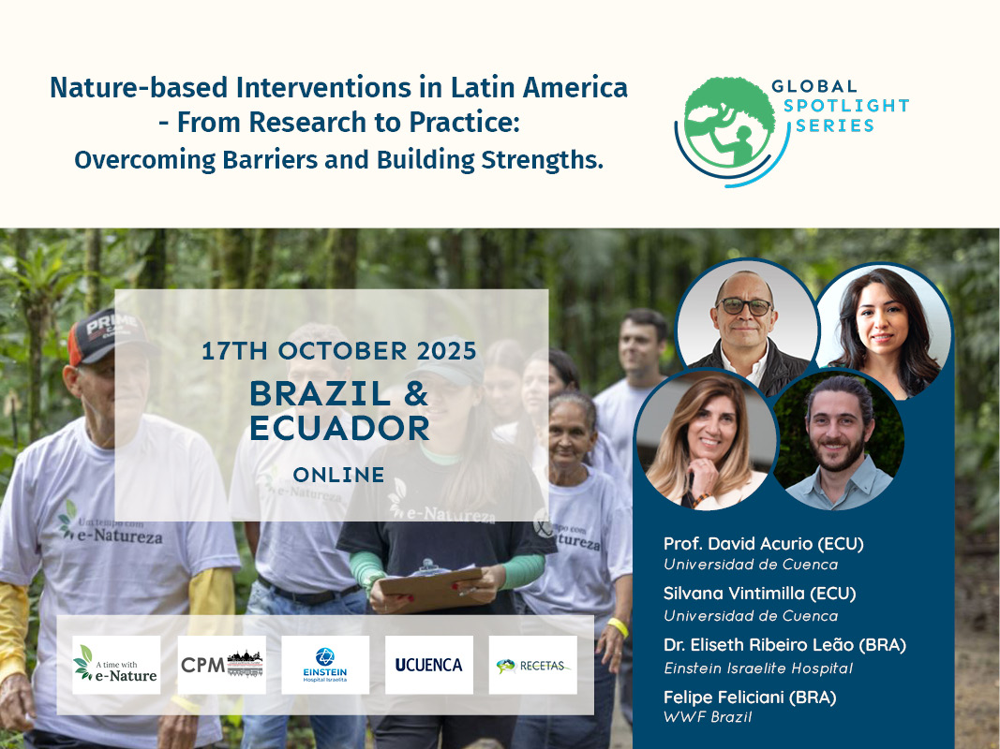 Nature-based Interventions in Latin America
- From Research to Practice:
Overcoming Barriers and Building Strengths.
GLOBAL
SPOTLIGHT
SERIES
17TH OCTOBER 2025
BRAZIL &
ECUADOR
ONLINE
PRIME
Um tempo com
e-Natureza
e-Natureza
po com
tureza
Prof. David Acurio (ECU)
Universidad de Cuenca
Silvana Vintimilla (ECU)
Universidad de Cuenca
Dr. Eliseth Ribeiro Leão (BRA)
Einstein Israelite Hospital
Felipe Feliciani (BRA)
WWF Brazil
A time with
e-Nature
CPM
EINSTEIN
Hospital Israelita
UCUENCA
RECETAS